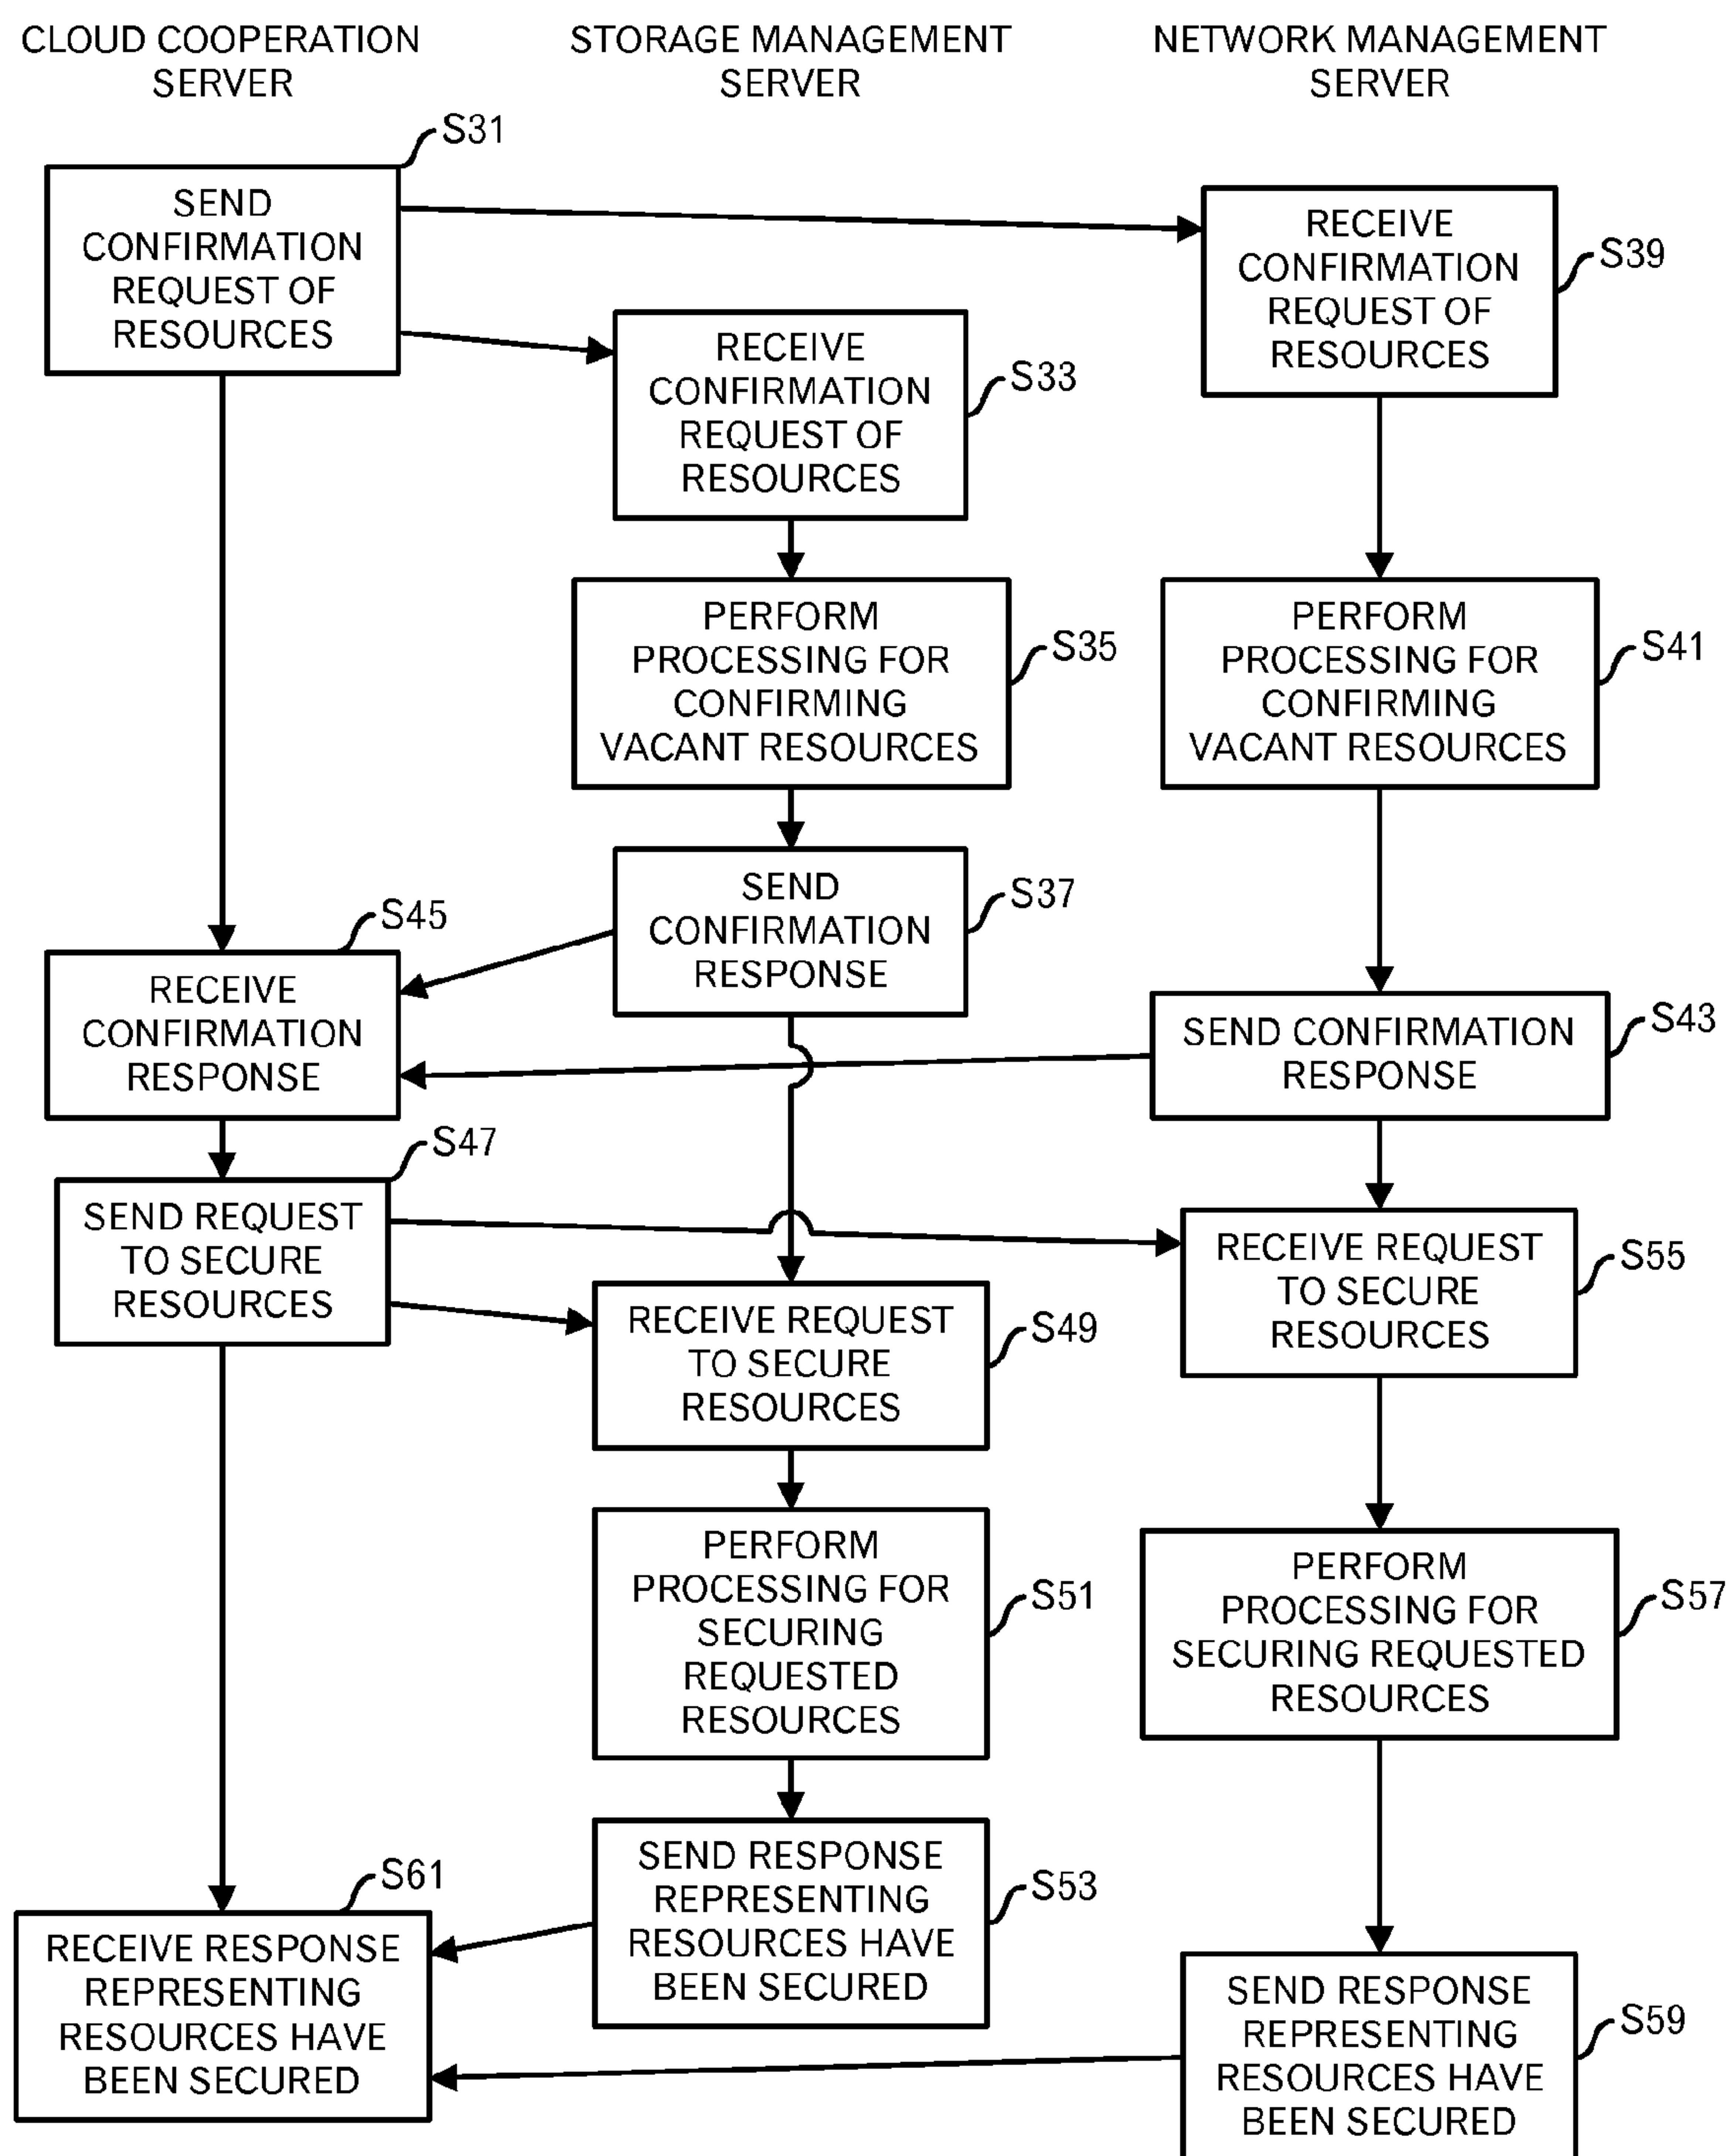 CLOUD COOPERATION
SERVER
STORAGE MANAGEMENT
SERVER
NETWORK MANAGEMENT
SERVER
S31
SEND
CONFIRMATION
REQUEST OF
RESOURCES
RECEIVE
CONFIRMATION
REQUEST OF
RESOURCES
S39
RECEIVE
CONFIRMATION
REQUEST OF
RESOURCES
S33
PERFORM
PROCESSING FOR
CONFIRMING
VACANT RESOURCES
S35
PERFORM
PROCESSING FOR
CONFIRMING
VACANT RESOURCES
S41
SEND
CONFIRMATION
RESPONSE
S37
S45
RECEIVE
CONFIRMATION
RESPONSE
SEND CONFIRMATION
RESPONSE
S43
S47
SEND REQUEST
TO SECURE
RESOURCES
RECEIVE REQUEST
TO SECURE
RESOURCES
S55
RECEIVE REQUEST
TO SECURE
RESOURCES
S49
PERFORM
PROCESSING FOR
SECURING
REQUESTED
RESOURCES
S51
PERFORM
PROCESSING FOR
SECURING REQUESTED
RESOURCES
S57
SEND RESPONSE
REPRESENTING
RESOURCES HAVE
BEEN SECURED
S53
S61
RECEIVE RESPONSE
REPRESENTING
RESOURCES HAVE
BEEN SECURED
SEND RESPONSE
REPRESENTING
RESOURCES HAVE
BEEN SECURED
S59